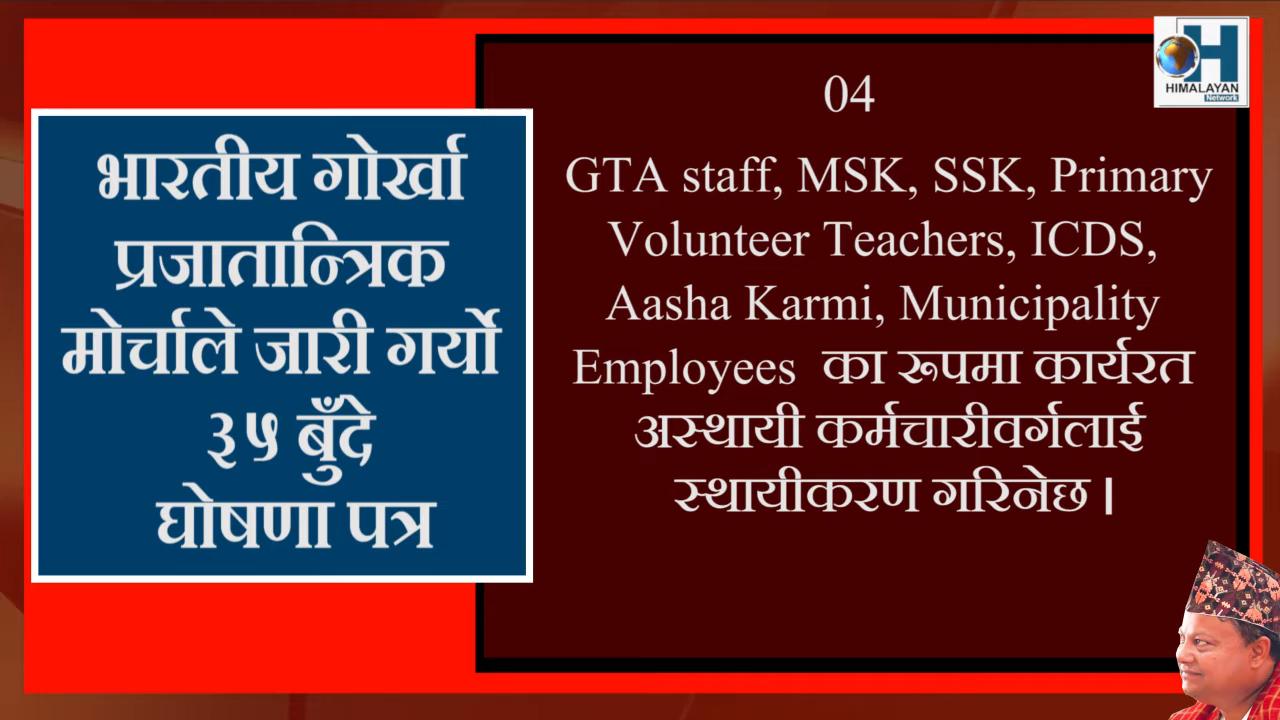 भारतीय गोर्खा
प्रजातान्त्रिक
मोर्चाले जारी गर्यो
३५ बुँदे
घोषणा पत्र
04
GTA staff, MSK, SSK, Primary
Volunteer Teachers, ICDS,
Aasha Karmi, Municipality
Employees का रूपमा कार्यरत
अस्थायी कर्मचारीवर्गलाई
स्थायीकरण गरिनेछ ।
H
HIMALAYAN
Network